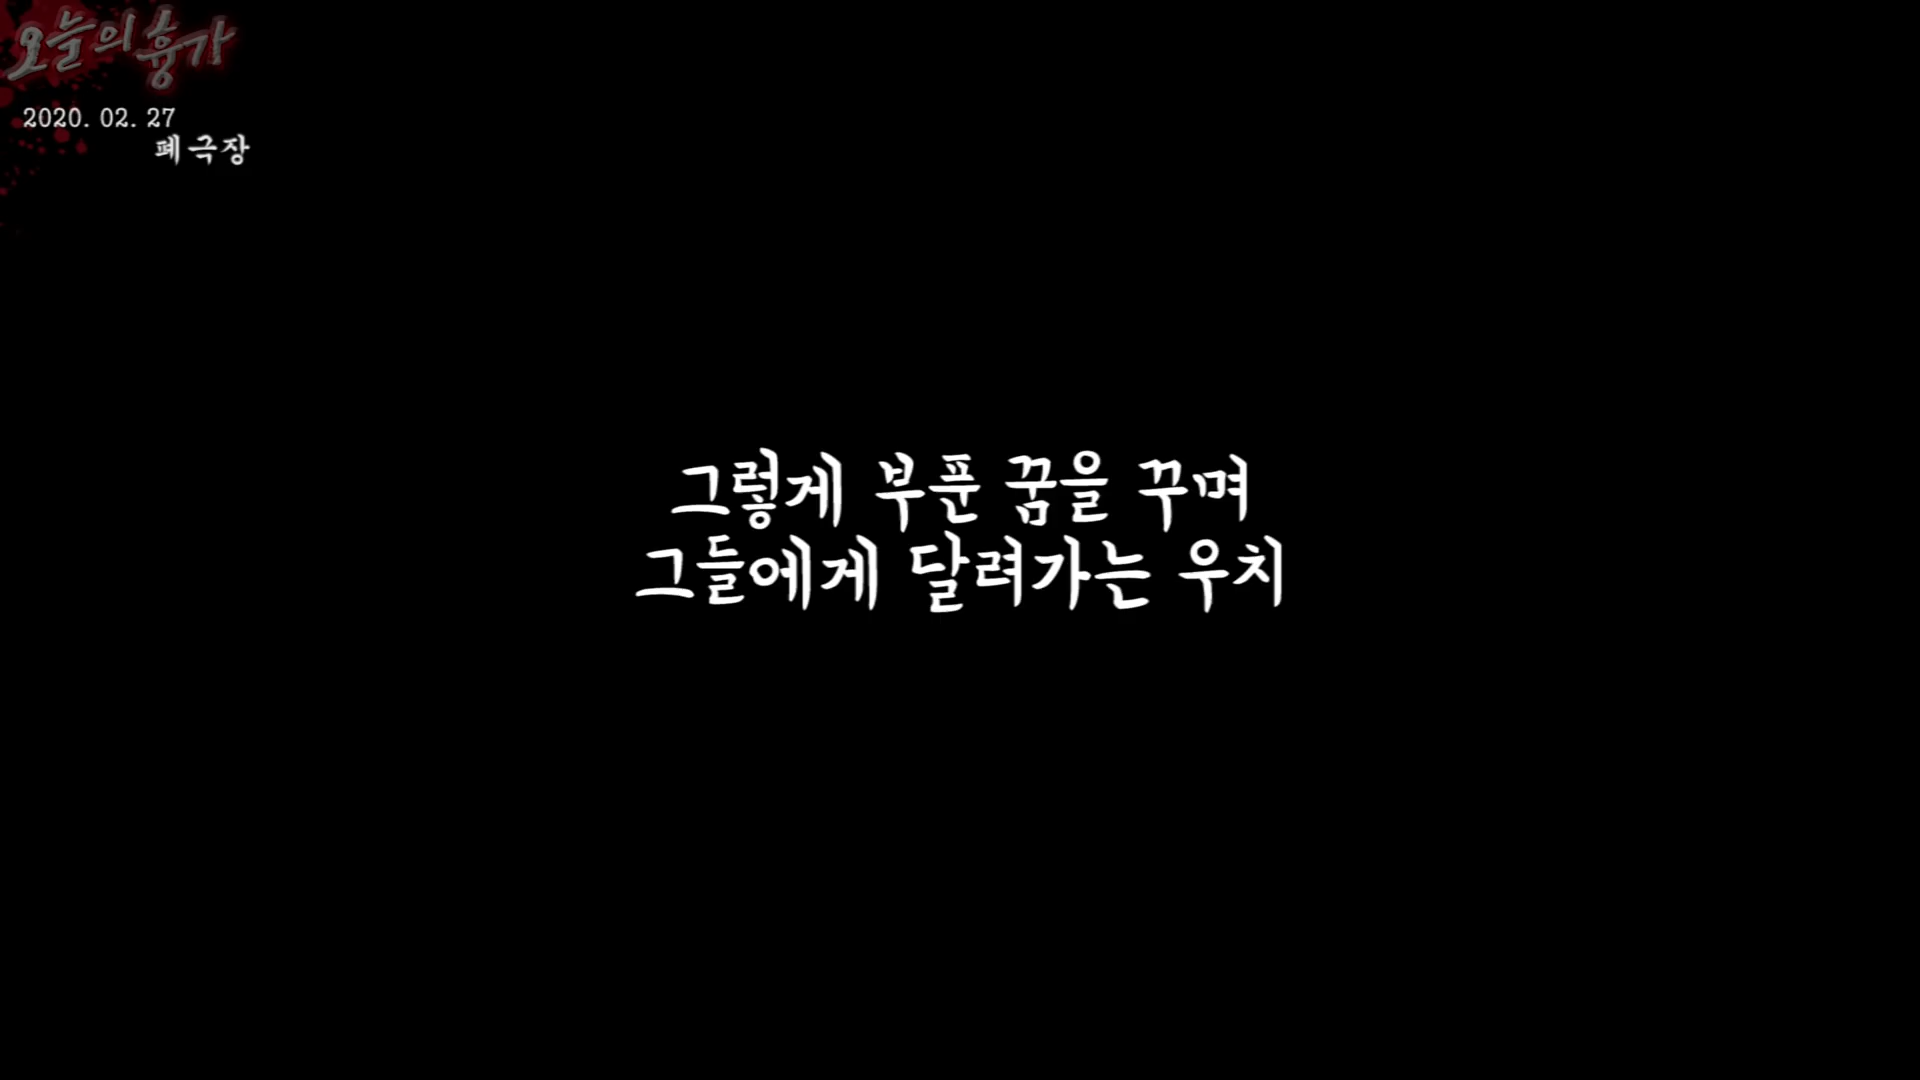 오늘의 흉가
2020. 02. 27
폐극장
그렇게 부푼 꿈을 꾸며
그들에게 달려가는 우치